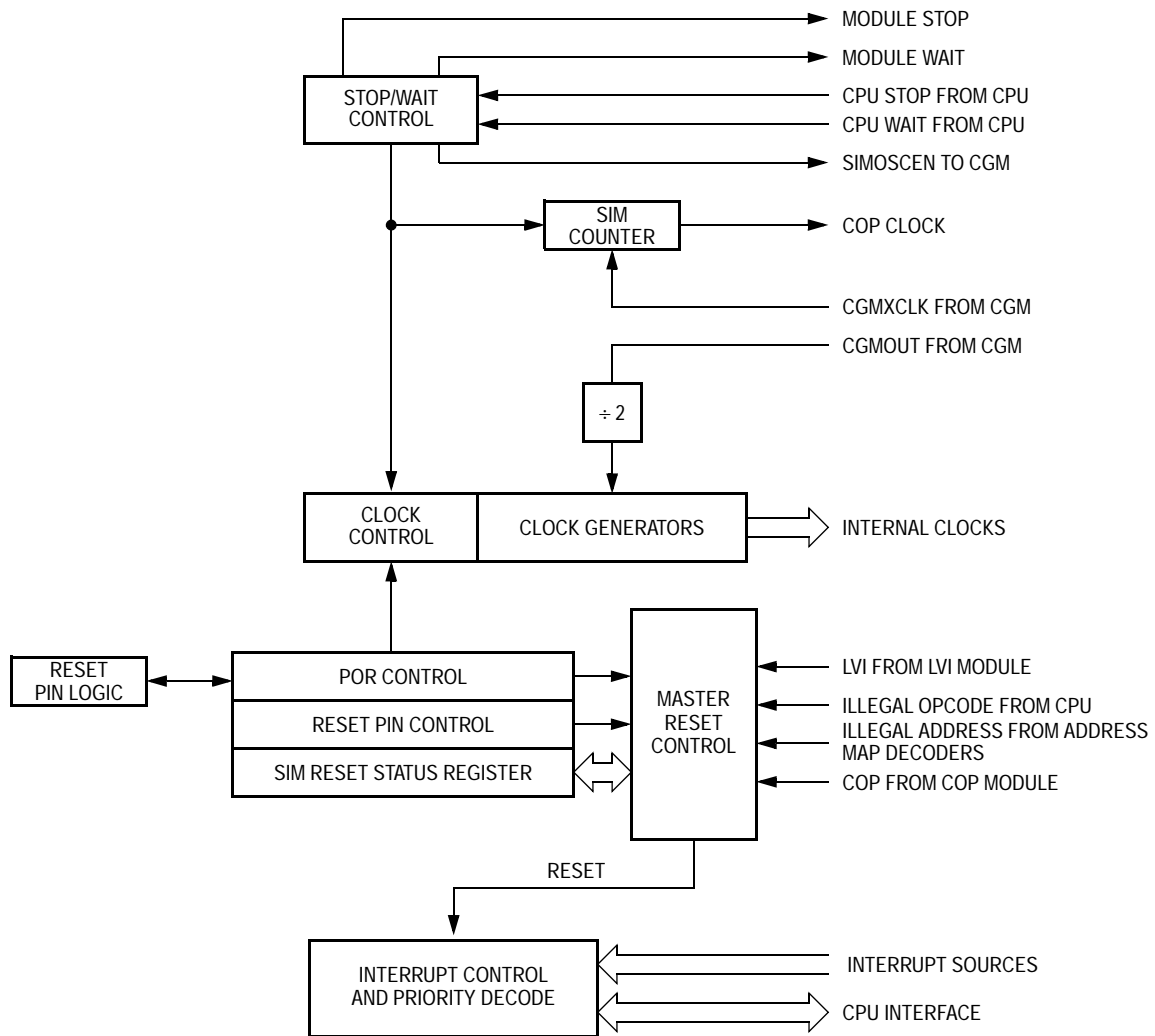 MODULE STOP
MODULE WAIT
STOP/WAIT
CONTROL
CPU STOP FROM CPU
CPU WAIT FROM CPU
SIMOSCEN TO CGM
SIM
COUNTER
COP CLOCK
CGMXCLK FROM CGM
CGMOUT FROM CGM
÷ 2
CLOCK
CONTROL
CLOCK GENERATORS
INTERNAL CLOCKS
RESET
PIN LOGIC
POR CONTROL
RESET PIN CONTROL
SIM RESET STATUS REGISTER
MASTER
RESET
CONTROL
LVI FROM LVI MODULE
ILLEGAL OPCODE FROM CPU
ILLEGAL ADDRESS FROM ADDRESS
MAP DECODERS
COP FROM COP MODULE
RESET
INTERRUPT CONTROL
AND PRIORITY DECODE
INTERRUPT SOURCES
CPU INTERFACE